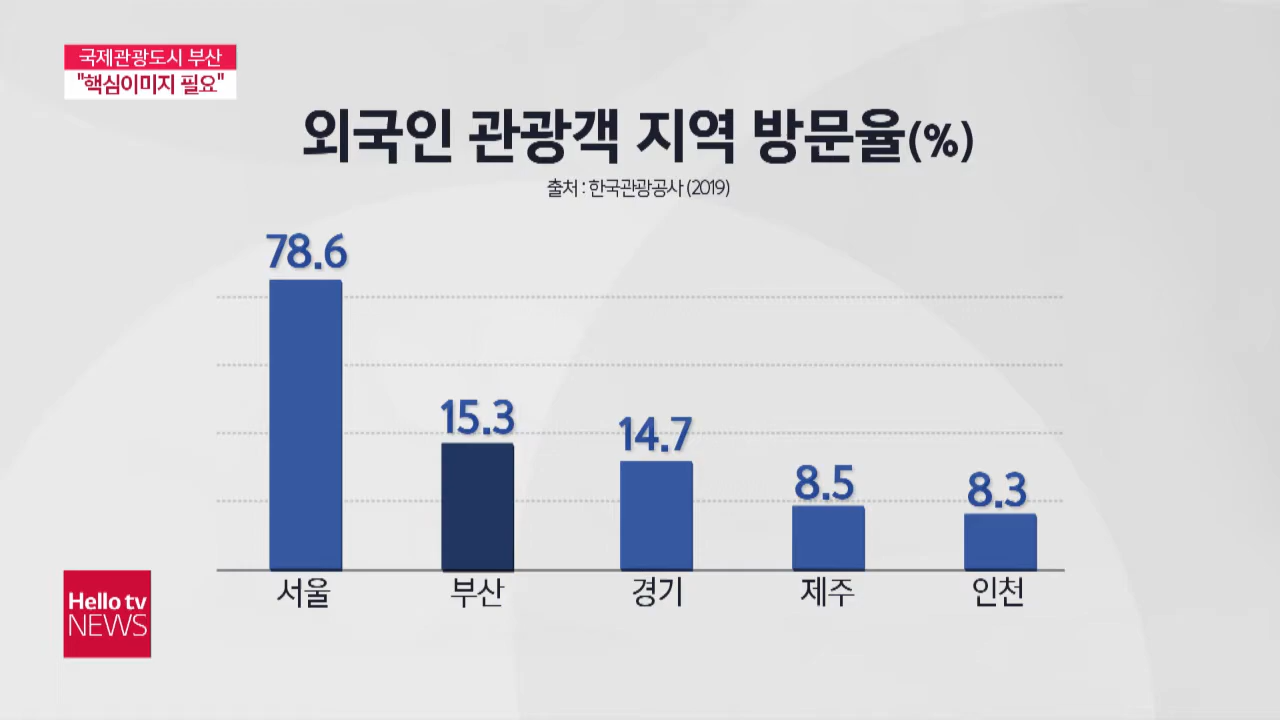 국제관광도시 부산
"핵심이미지 필요"
외국인 관광객 지역 방문율(%)
출처 : 한국관광공사 (2019)
78.6
15.3
14.7
8.5
8.3
서울
부산
경기
제주
인천
Hello tv
NEWS